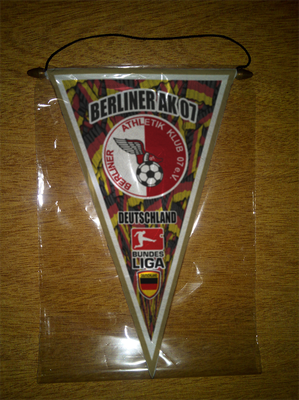 BERLINER AK 07
BERLINER ATHLETIK KLUB 07 e.V.
DEUTSCHLAND
BUNDES
LIGA